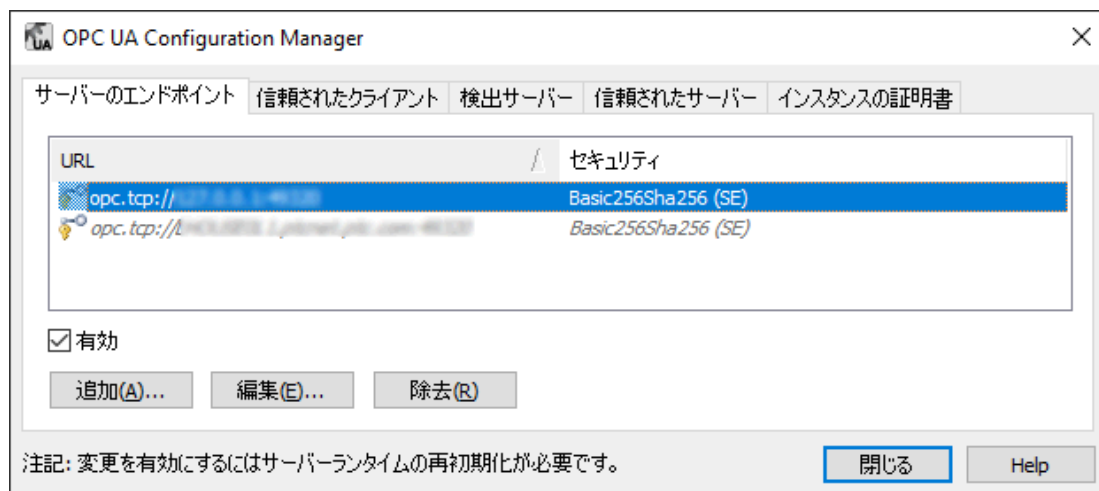 UA OPC UA Configuration Manager
サーバーのエンドポイント 信頼されたクライアント 検出サーバー 信頼されたサーバー インスタンスの証明書
URL セキュリティ
opc.tcp:// Basic256Sha256 (SE)
opc.tcp:// Basic256Sha256 (SE)
有効
追加(A)... 編集(E)... 除去(R)
注記: 変更を有効にするにはサーバーランタイムの再初期化が必要です。 閉じる Help